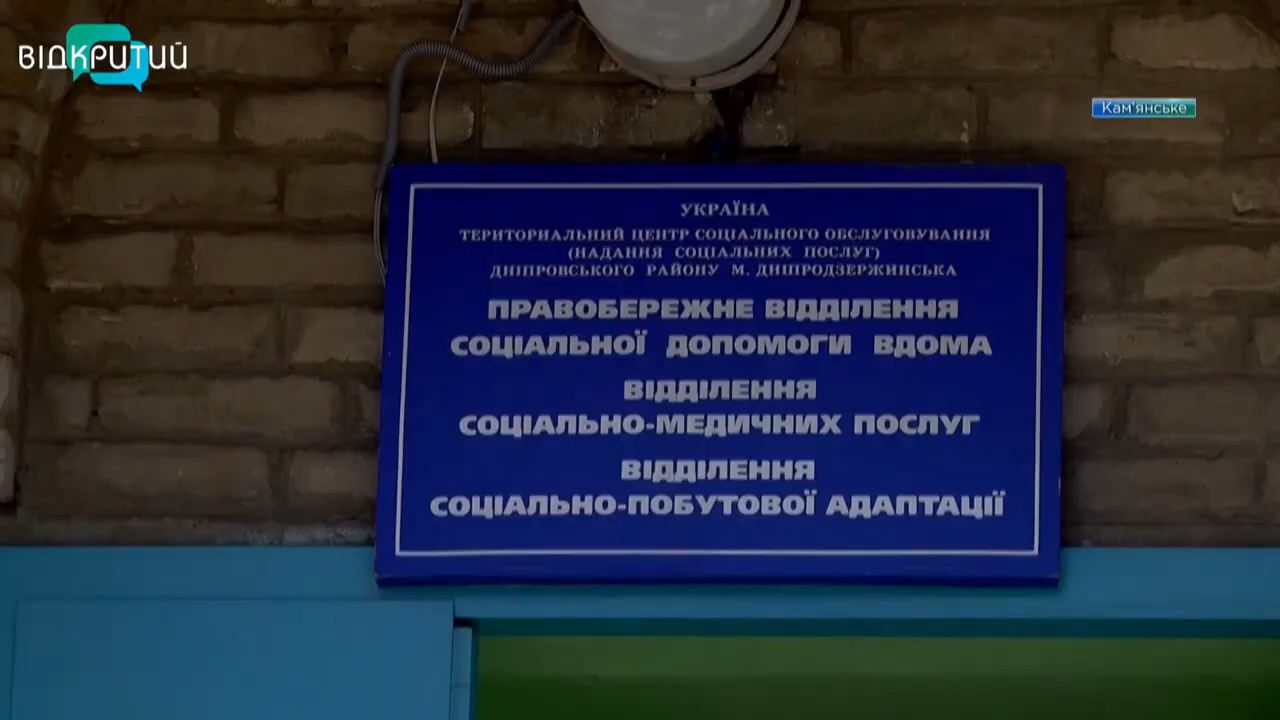 ВІДКРИТИЙ
Кам'янське
УКРАЇНА
ТЕРИТОРИАЛЬНИЙ ЦЕНТР СОЦІАЛЬНОГО ОБСЛУГОВУВАННЯ
(НАДАННЯ СОЦІАЛЬНИХ ПОСЛУГ)
ДНІПРОВСЬКОГО РАЙОНУ М. ДНІПРОДЗЕРЖИНСЬКА
ПРАВОБЕРЕЖНЕ ВІДДІЛЕННЯ
СОЦІАЛЬНОЇ ДОПОМОГИ ВДОМА
ВІДДІЛЕННЯ
СОЦІАЛЬНО-МЕДИЧНИХ ПОСЛУГ
ВІДДІЛЕННЯ
СОЦІАЛЬНО-ПОБУТОВОЇ АДАПТАЦІЇ